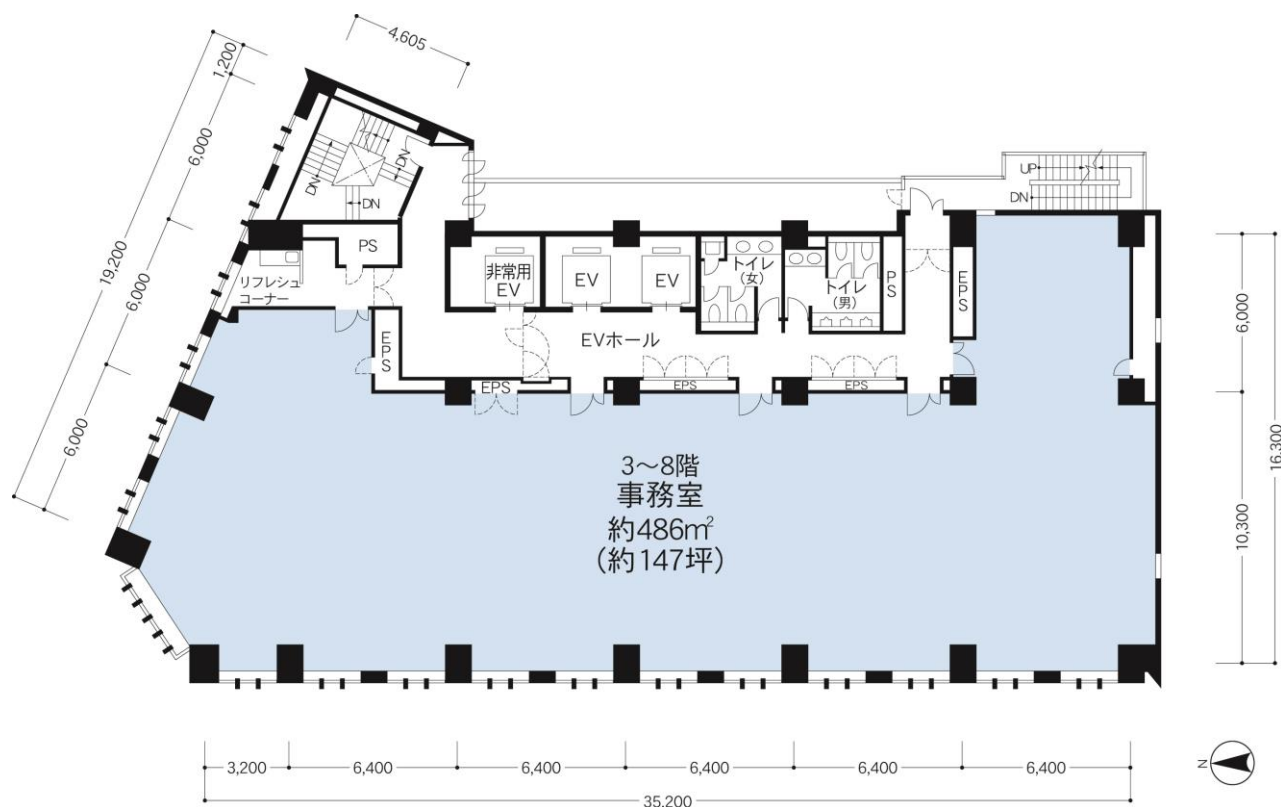 4,605
1,200
6,000
19,200
6,000
6,000
DN
DN
DN
UP
DN
PS
リフレッシュ
コーナー
非常用
EV
EV
EV
トイレ
(女)
トイレ
(男)
PS
EPS
EPS
EVホール
EPS
EPS
EPS
6,000
16,300
10,300
3〜8階
事務室
約486㎡
(約147坪)
N
3,200
6,400
6,400
6,400
6,400
6,400
35,200